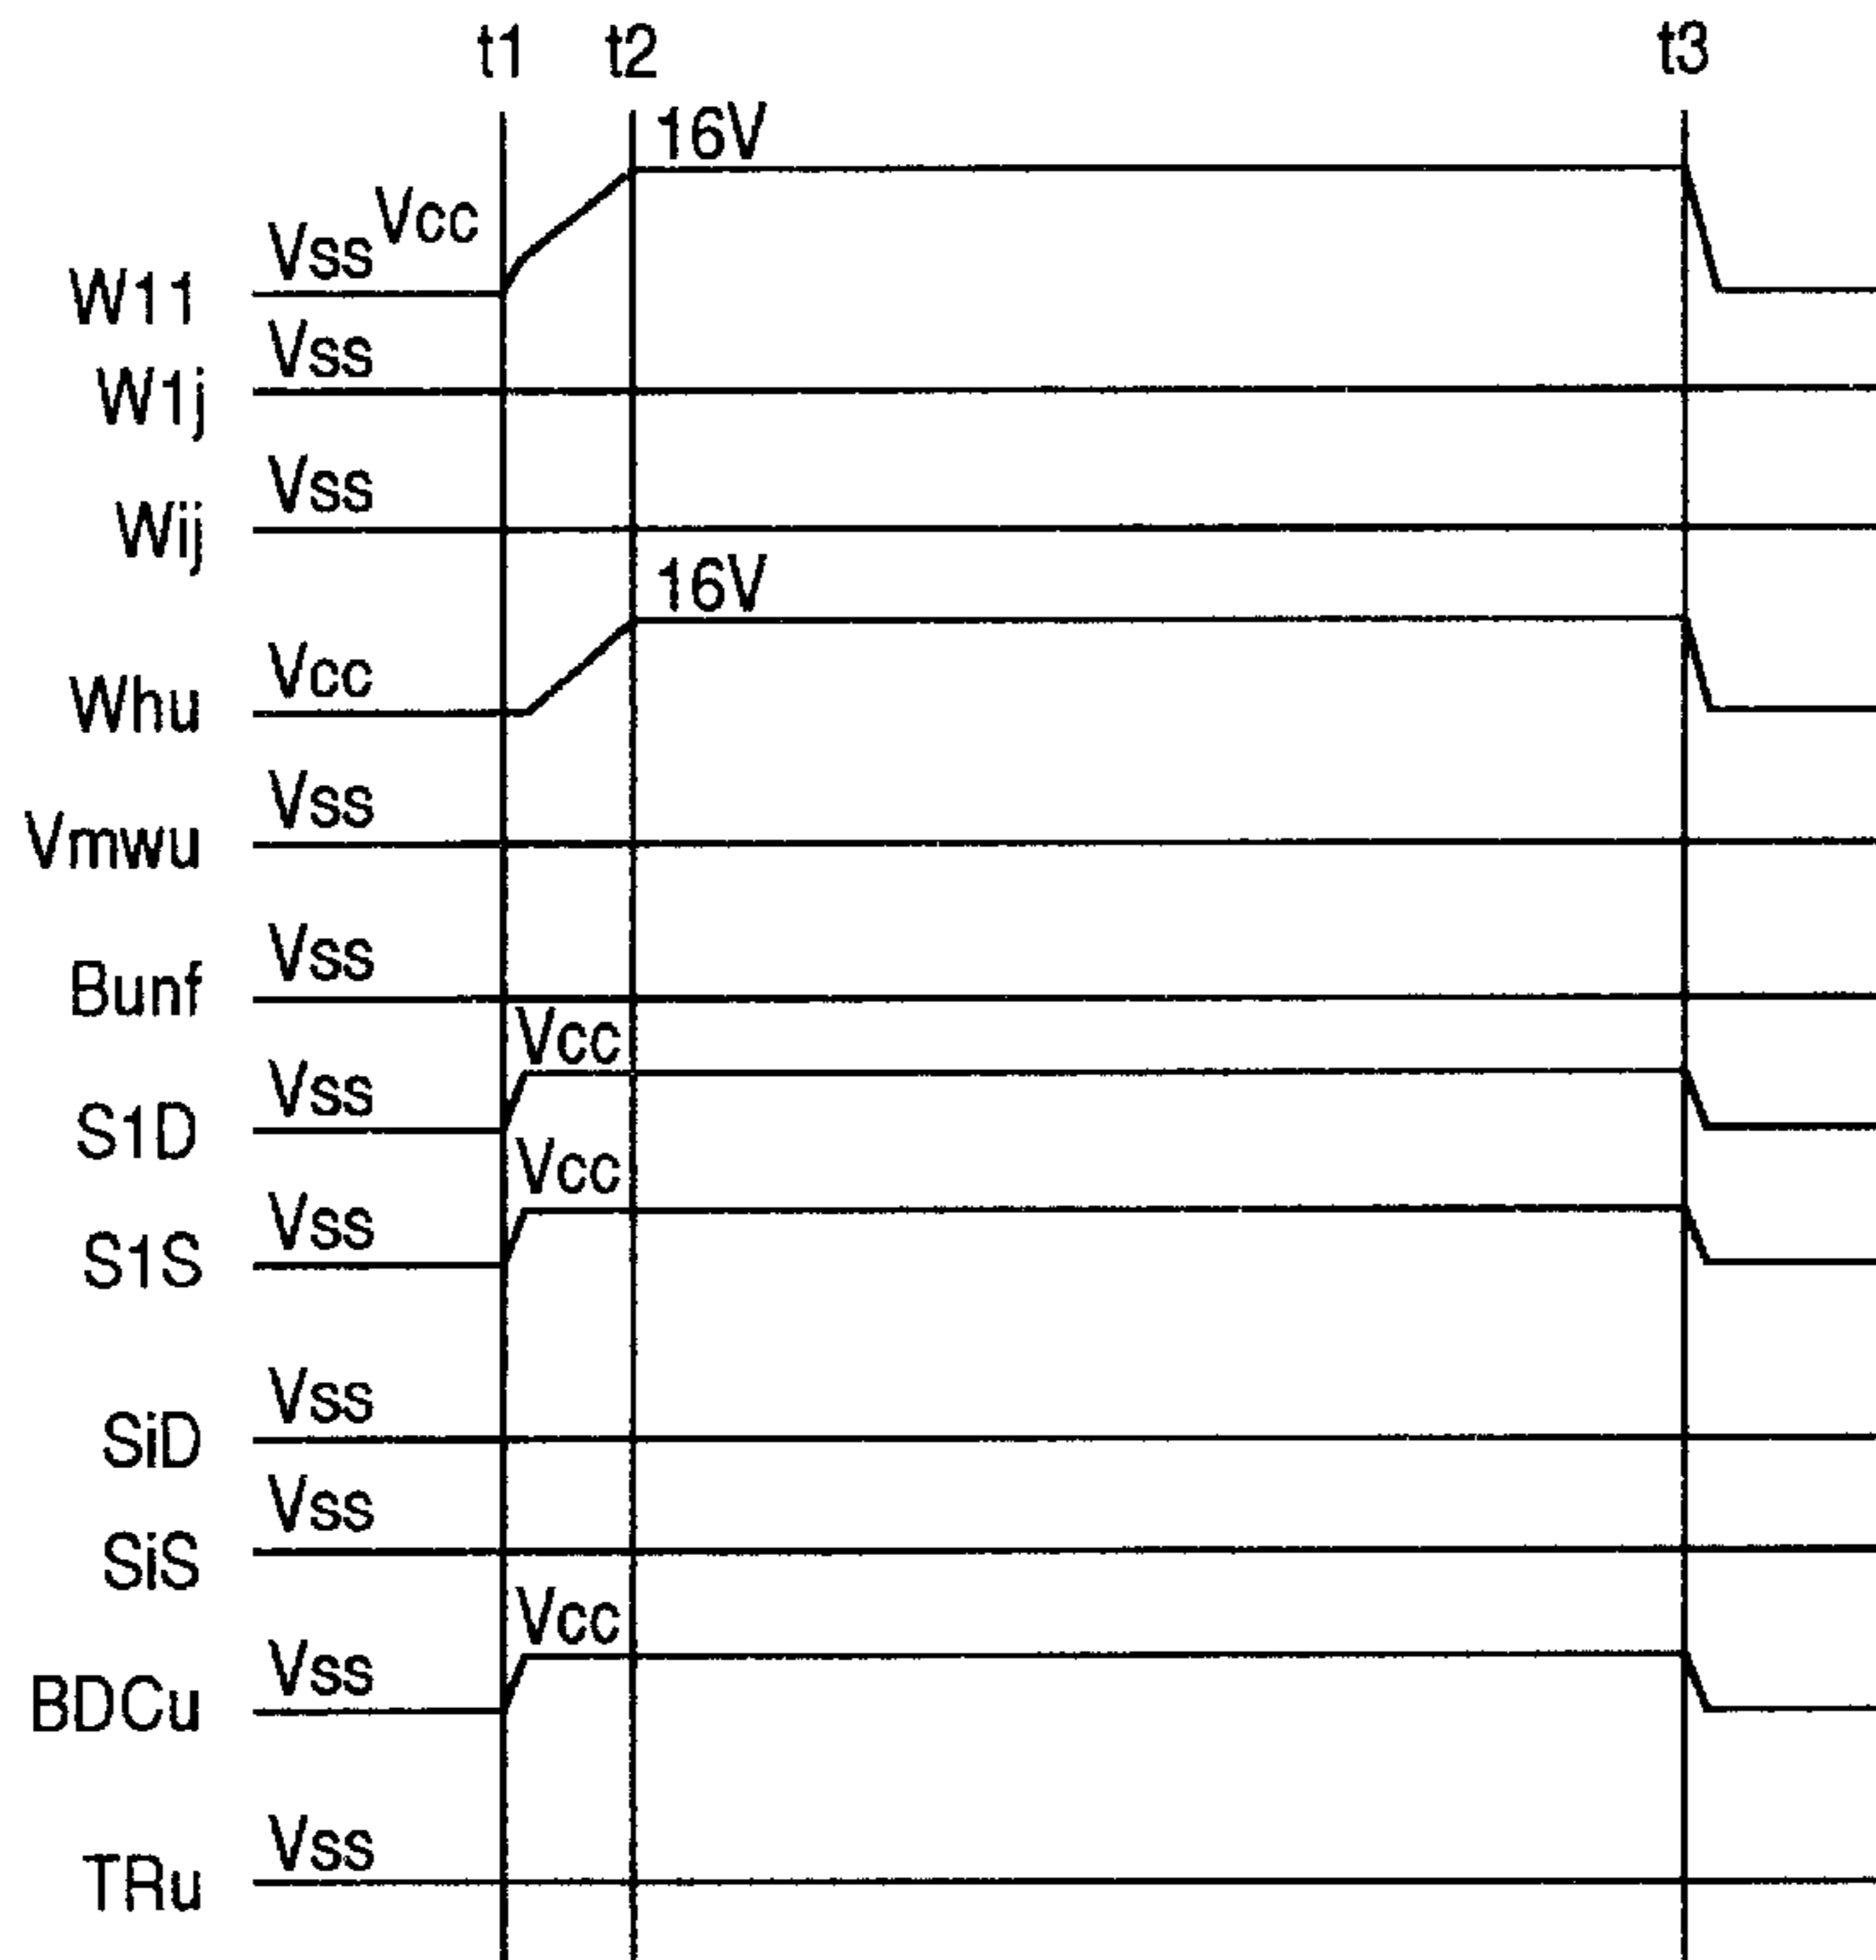 t1 t2 t3
16V
Vss Vcc
W11
Vss
W1j
Vss
Wij
16V
Vcc
Whu
Vss
Vmwu
Vss
Bunf
Vcc
Vss
S1D
Vcc
Vss
S1S
Vss
SiD
Vss
SiS
Vcc
Vss
BDCu
Vss
TRu